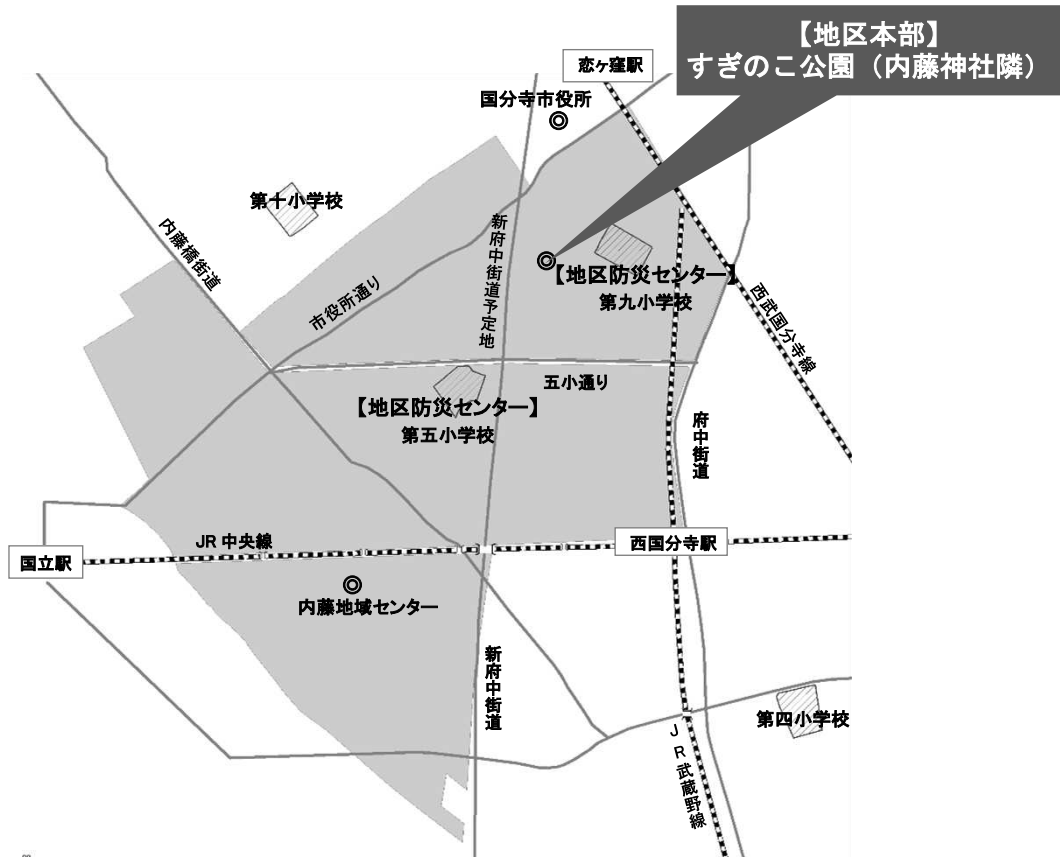 【地区本部】
すぎのこ公園（内藤神社隣）
恋ヶ窪駅
国分寺市役所
第十小学校
内藤橋街道
新府中街道予定地
市役所通り
【地区防災センター】
第九小学校
西武国分寺線
五小通り
【地区防災センター】
第五小学校
府中街道
JR中央線
西国分寺駅
国立駅
内藤地域センター
新府中街道
第四小学校
JR武蔵野線